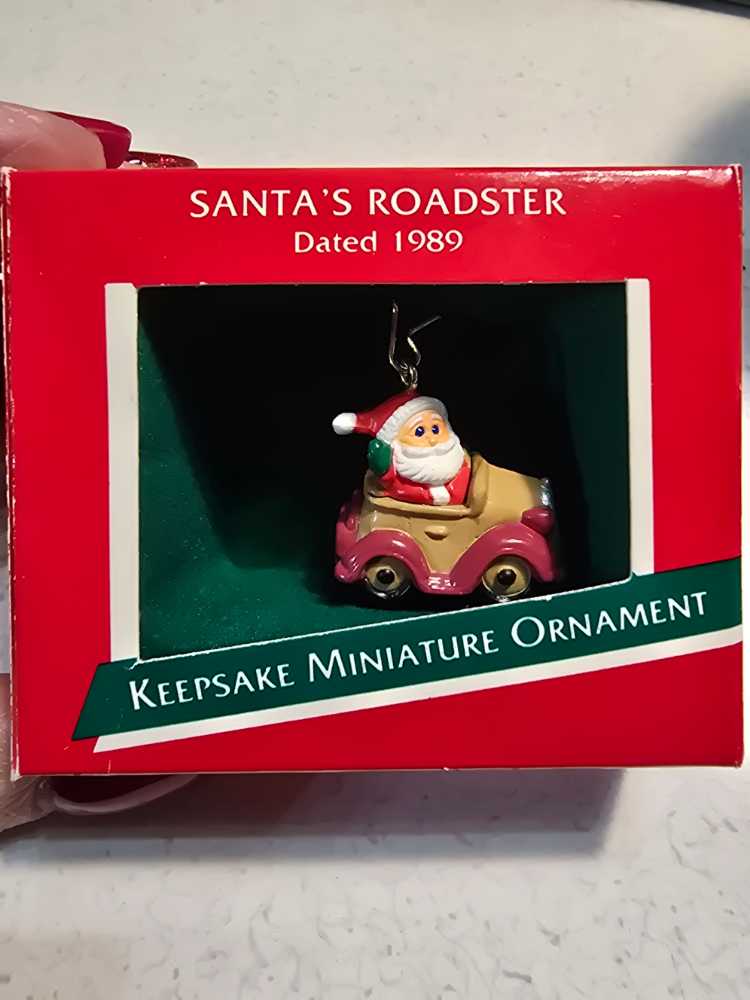 SANTA'S ROADSTER
Dated 1989
KEEPSAKE MINIATURE ORNAMENT